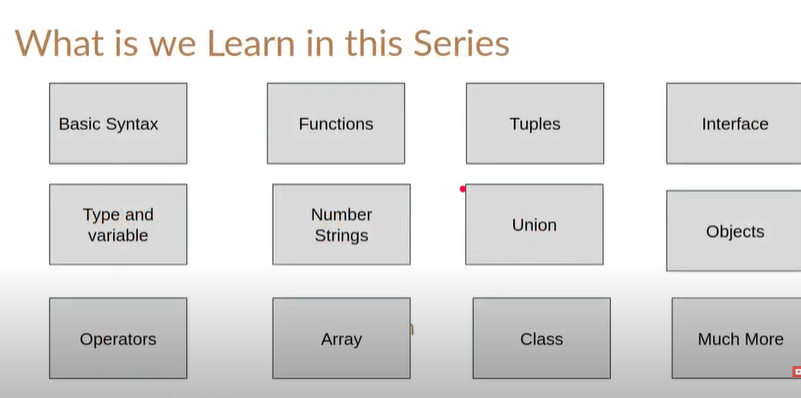 What is we Learn in this Series
Basic Syntax
Functions
Tuples
Interface
Type and
variable
Number
Strings
Union
Objects
Operators
Array
Class
Much More